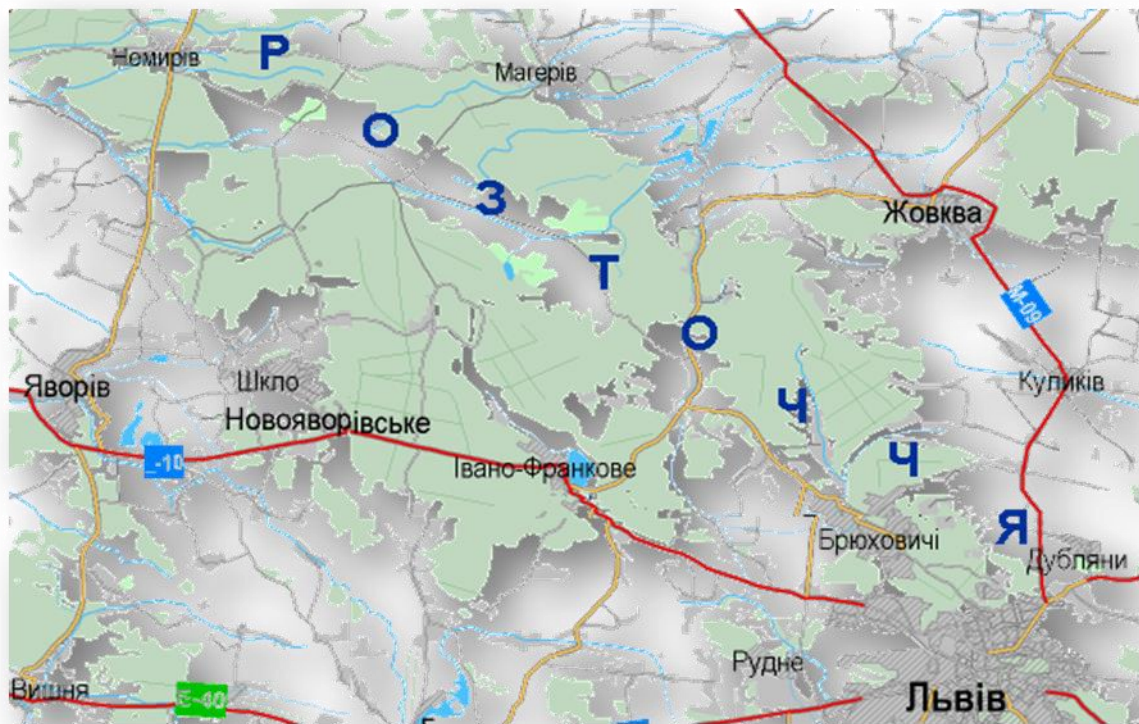 Немирів
Р
О
З
Т
О
Ч
Ч
Я
Магерів
Жовква
М-09
Куликів
Яворів
Шкло
Новояворівське
-10
Івано-Франкове
Брюховичі
Дубляни
Рудне
Вишня
-40
Львів